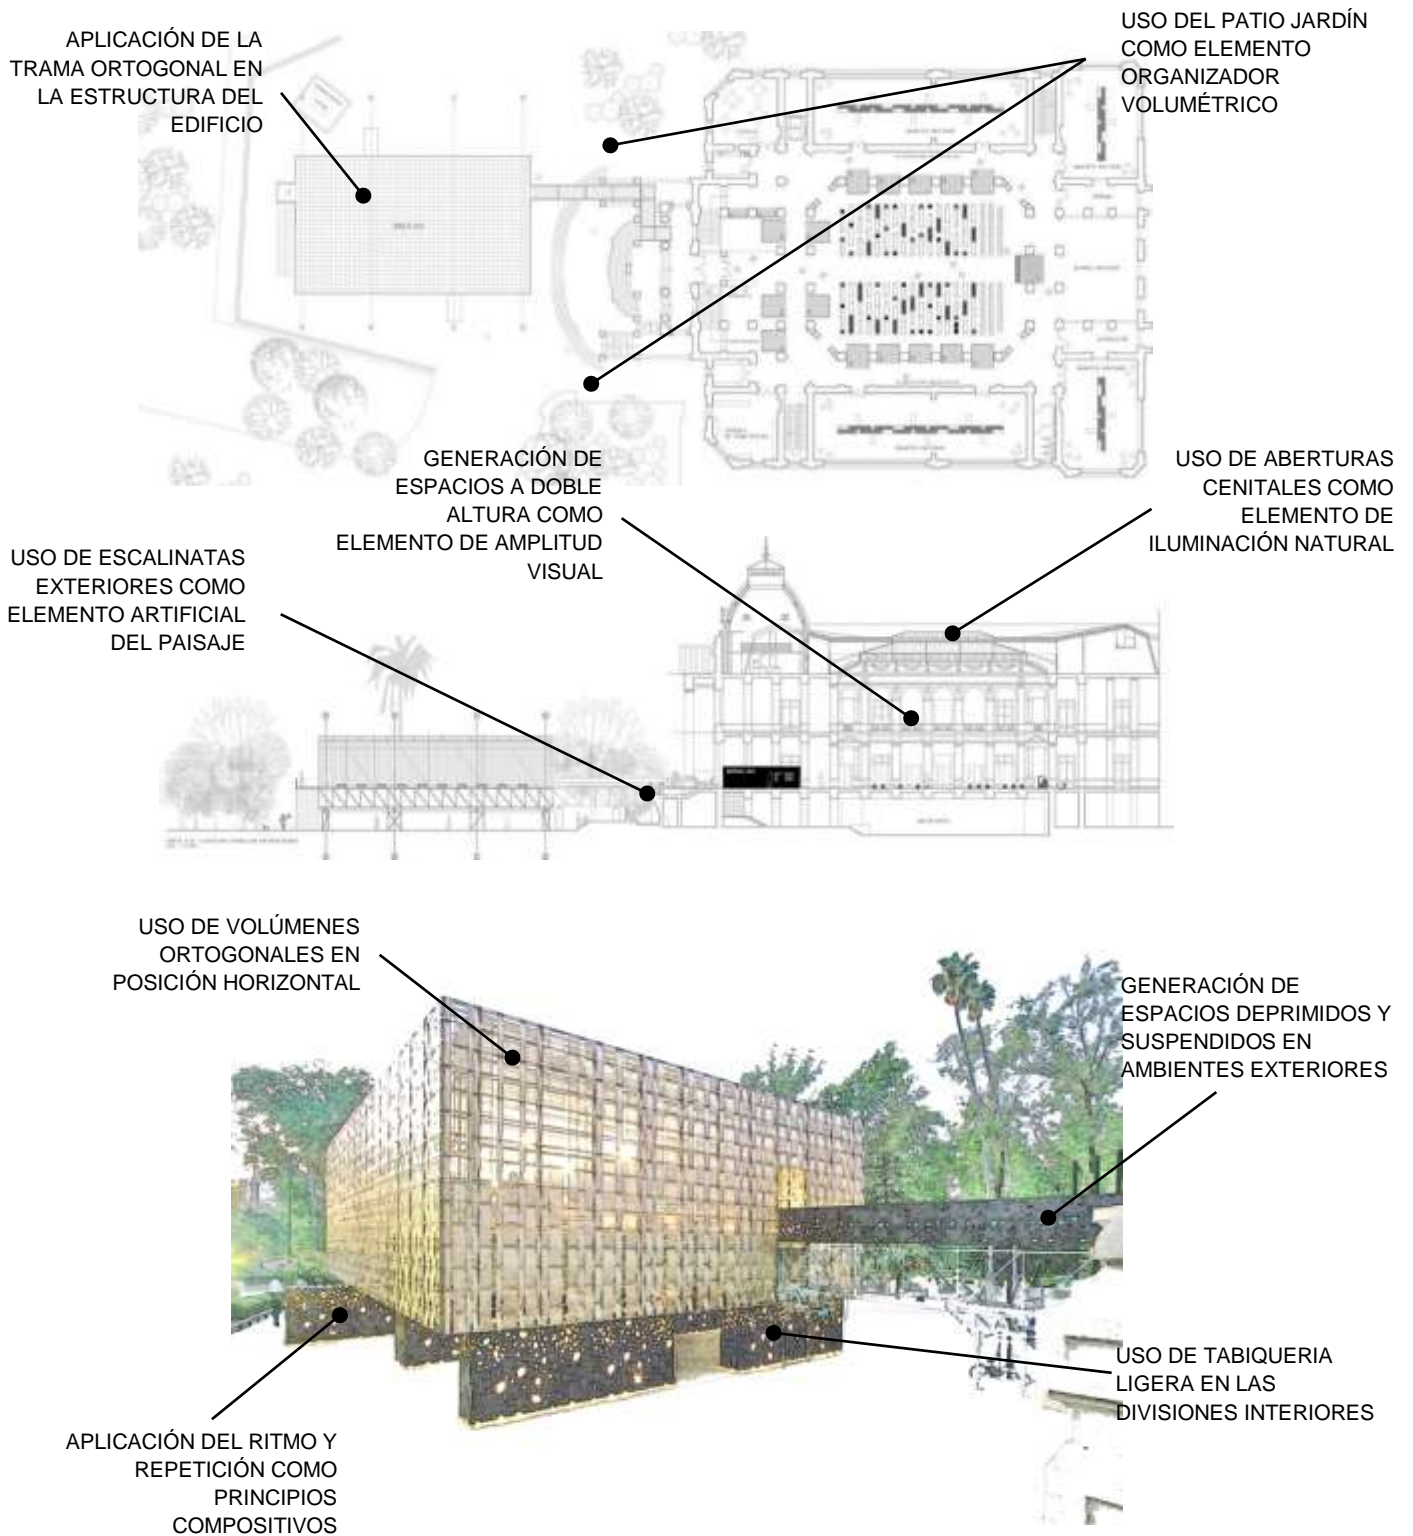 APLICACIÓN DE LA
TRAMA ORTOGONAL EN
LA ESTRUCTURA DEL
EDIFICIO
USO DEL PATIO JARDÍN
COMO ELEMENTO
ORGANIZADOR
VOLUMÉTRICO
GENERACIÓN DE
ESPACIOS A DOBLE
ALTURA COMO
ELEMENTO DE AMPLITUD
VISUAL
USO DE ABERTURAS
CENITALES COMO
ELEMENTO DE
ILUMINACIÓN NATURAL
USO DE ESCALINATAS
EXTERIORES COMO
ELEMENTO ARTIFICIAL
DEL PAISAJE
USO DE VOLÚMENES
ORTOGONALES EN
POSICIÓN HORIZONTAL
GENERACIÓN DE
ESPACIOS DEPRIMIDOS Y
SUSPENDIDOS EN
AMBIENTES EXTERIORES
USO DE TABIQUERIA
LIGERA EN LAS
DIVISIONES INTERIORES
APLICACIÓN DEL RITMO Y
REPETICIÓN COMO
PRINCIPIOS
COMPOSITIVOS